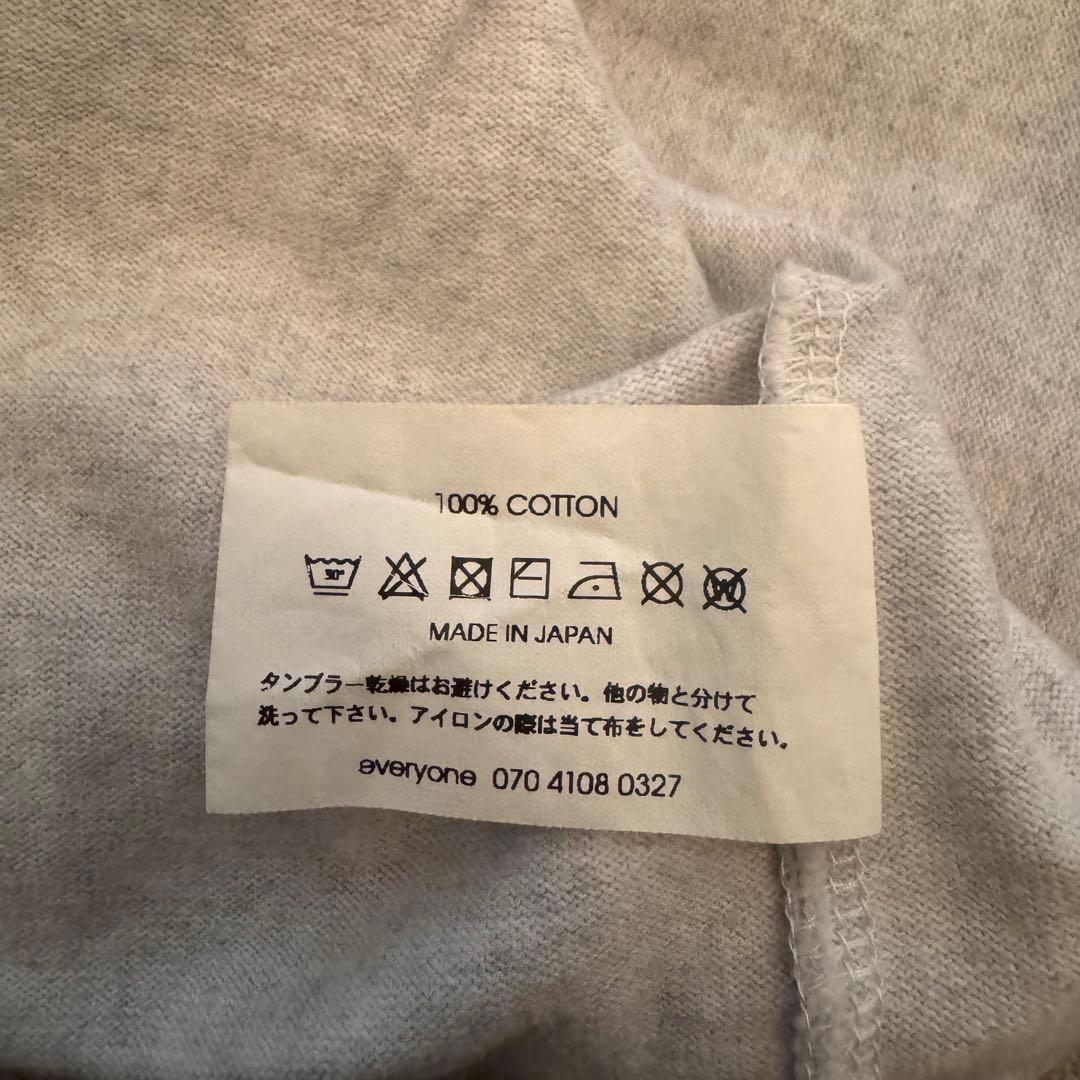 100% COTTON
30°
W
MADE IN JAPAN
タンブラー乾燥はお避けください。他の物と分けて
洗って下さい。アイロンの際は当て布をしてください。
everyone 070 4108 0327